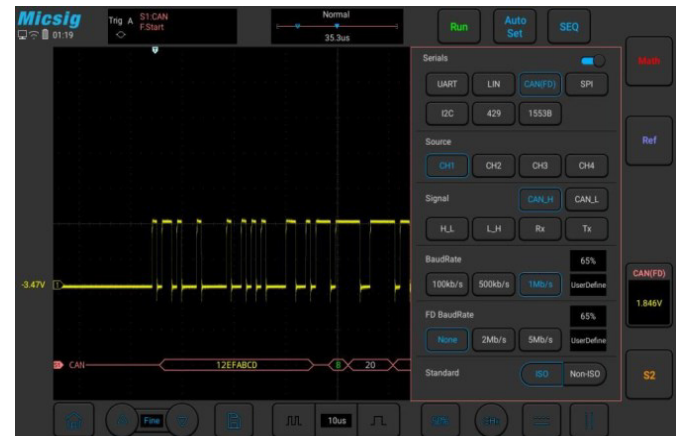 Micsig
Trig A S1:CAN
F.Start
01:19
Normal
35.3us
Run
Auto Set
SEQ
Math
Ref
CAN(FD)
1.846V
S2
Serials
UART LIN CAN(FD) SPI
I2C 429 1553B
Source
CH1 CH2 CH3 CH4
Signal CAN_H CAN_L
H_L L_H Rx Tx
BaudRate 65%
100kb/s 500kb/s 1Mb/s UserDefine
FD BaudRate 65%
None 2Mb/s 5Mb/s UserDefine
Standard ISO Non-ISO
-3.47V 1
CAN 12EFABCD 8 20
Fine
10us